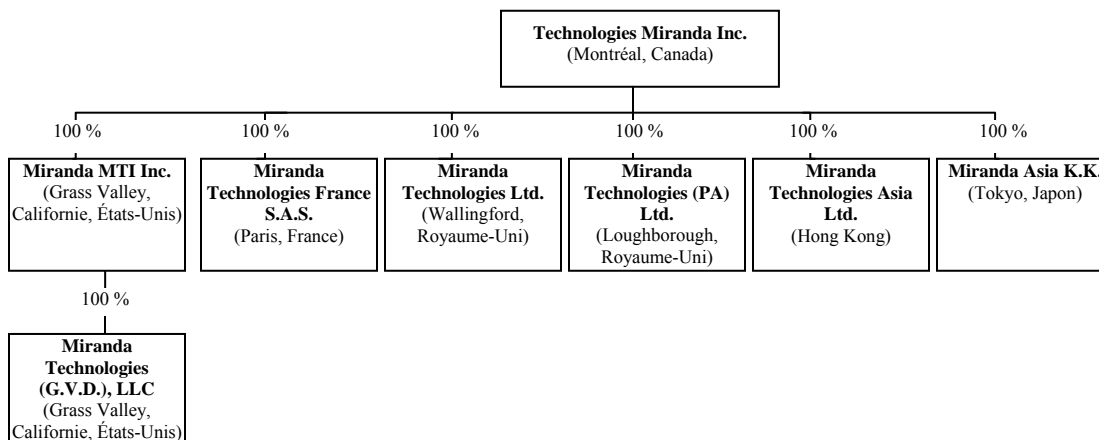 Technologies Miranda Inc.
(Montréal, Canada)
100 %
100 %
100 %
100 %
100 %
100 %
Miranda MTI Inc.
(Grass Valley,
Californie, États-Unis)
Miranda
Technologies France
S.A.S.
(Paris, France)
Miranda
Technologies Ltd.
(Wallingford,
Royaume-Uni)
Miranda
Technologies (PA)
Ltd.
(Loughborough,
Royaume-Uni)
Miranda
Technologies Asia
Ltd.
(Hong Kong)
Miranda Asia K.K.
(Tokyo, Japon)
100 %
Miranda
Technologies
(G.V.D.), LLC
(Grass Valley,
Californie, États-Unis)